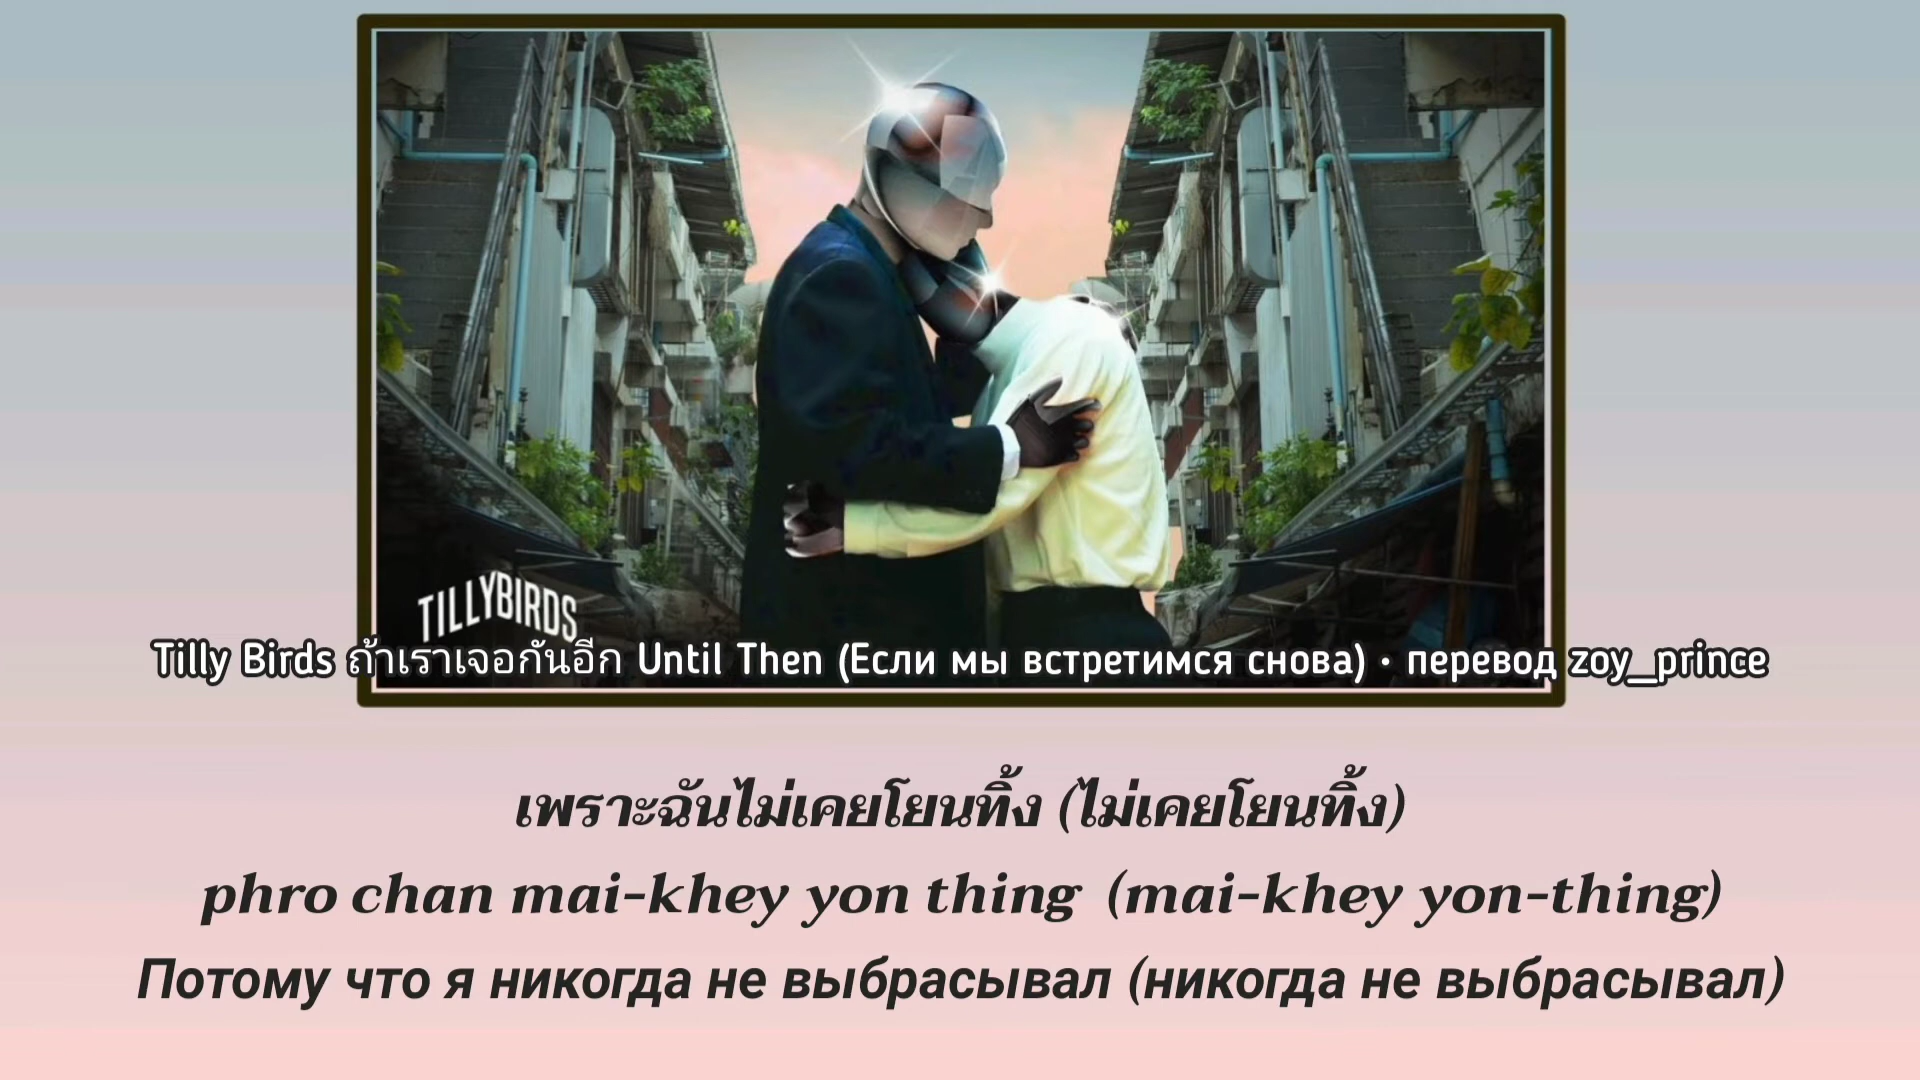 TILLYBIRDS
Tilly Birds ถ้าเราเจอกันอีก Until Then (Если мы встретимся снова) • перевод zoy_prince
เพราะฉันไม่เคยโยนทิ้ง (ไม่เคยโยนทิ้ง)
phro chan mai-khey yon thing (mai-khey yon-thing)
Потому что я никогда не выбрасывал (никогда не выбрасывал)